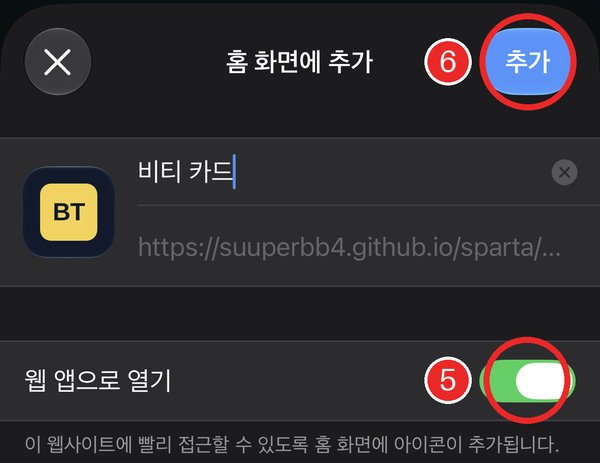 홈 화면에 추가
6
추가
BT
비티 카드
https://suuperbb4.github.io/sparta/...
웹 앱으로 열기
5
이 웹사이트에 빨리 접근할 수 있도록 홈 화면에 아이콘이 추가됩니다.